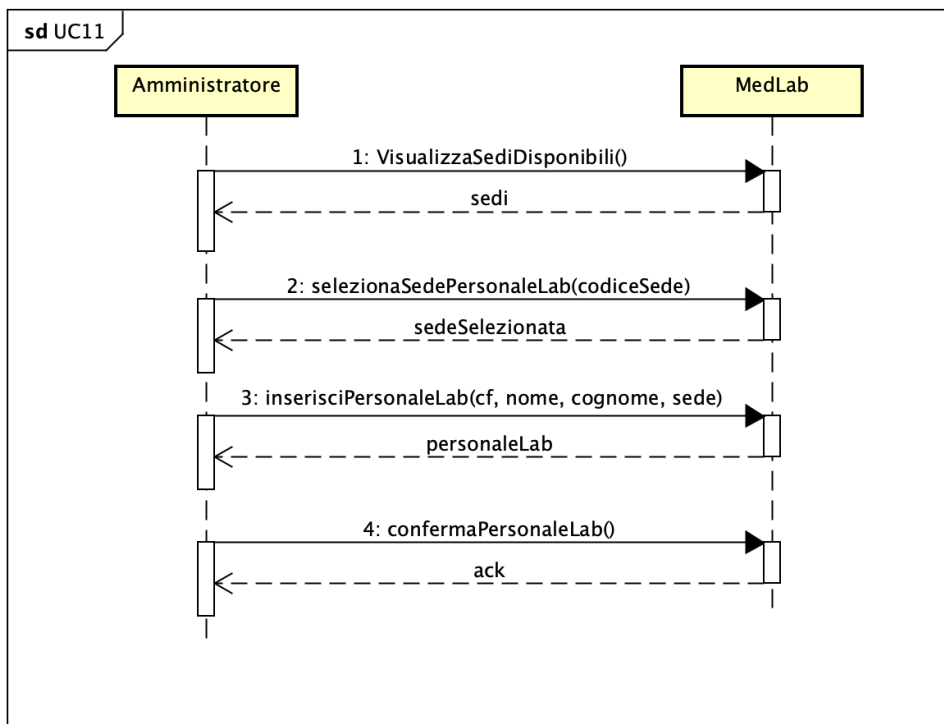 sd UC11
Amministratore
MedLab
1: VisualizzaSediDisponibili()
sedi
2: selezionaSedePersonaleLab(codiceSede)
sedeSelezionata
3: inserisciPersonaleLab(cf, nome, cognome, sede)
personaleLab
4: confermaPersonaleLab()
ack